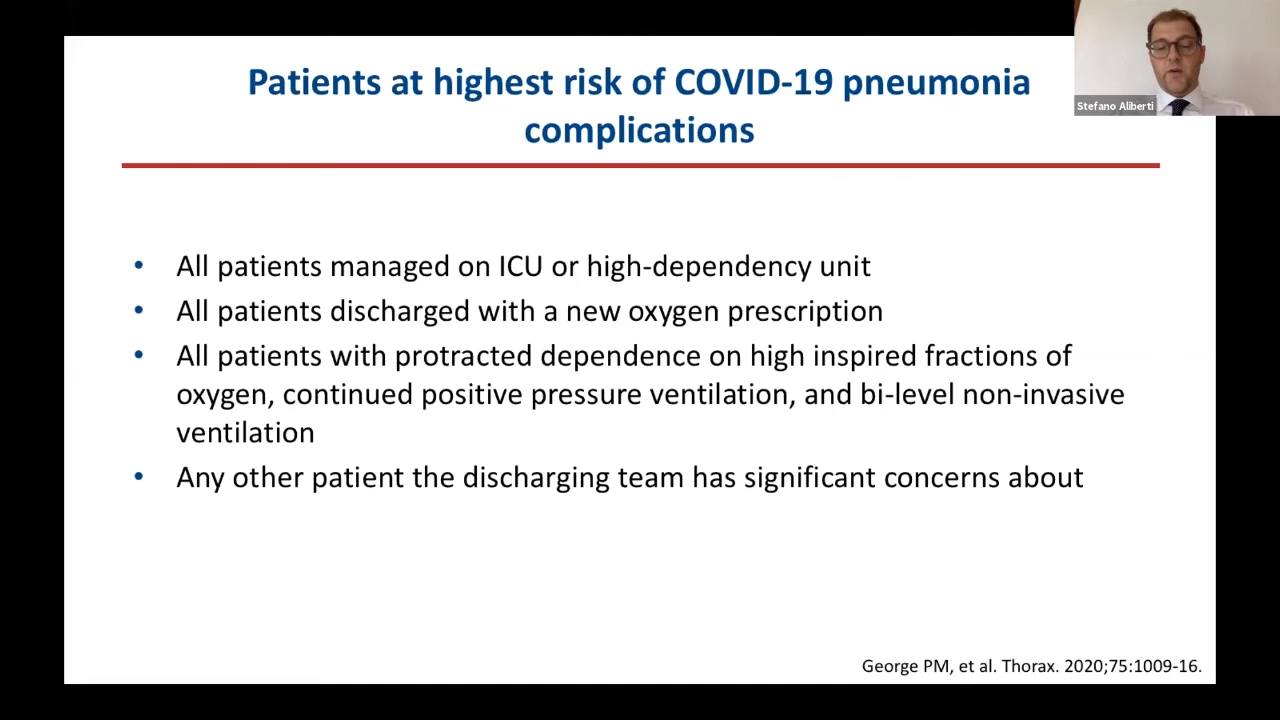 Patients at highest risk of COVID-19 pneumonia
complications
Stefano Aliberti
• All patients managed on ICU or high-dependency unit
• All patients discharged with a new oxygen prescription
• All patients with protracted dependence on high inspired fractions of
oxygen, continued positive pressure ventilation, and bi-level non-invasive
ventilation
• Any other patient the discharging team has significant concerns about
George PM, et al. Thorax. 2020;75:1009-16.